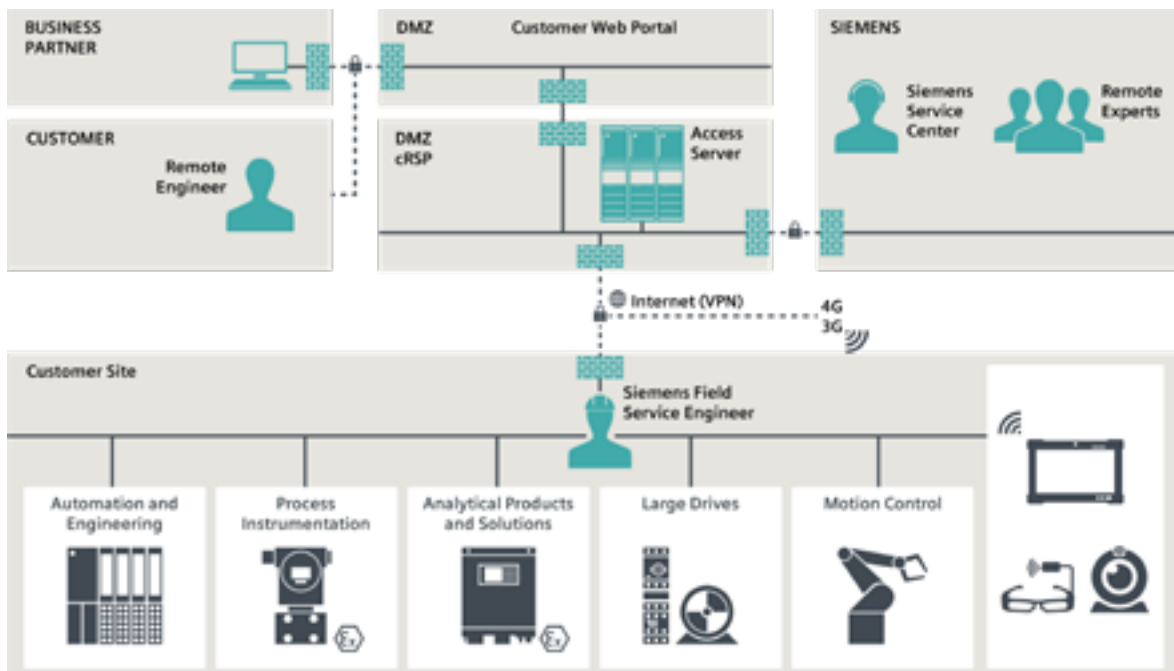 BUSINESS
PARTNER
DMZ
Customer Web Portal
SIEMENS
Siemens
Service
Center
Remote
Experts
CUSTOMER
Remote
Engineer
DMZ
cRSP
Access
Server
Internet (VPN)
4G
3G
Customer Site
Siemens Field
Service Engineer
Automation and
Engineering
Process
Instrumentation
Analytical Products
and Solutions
Large Drives
Motion Control
Ex
Ex